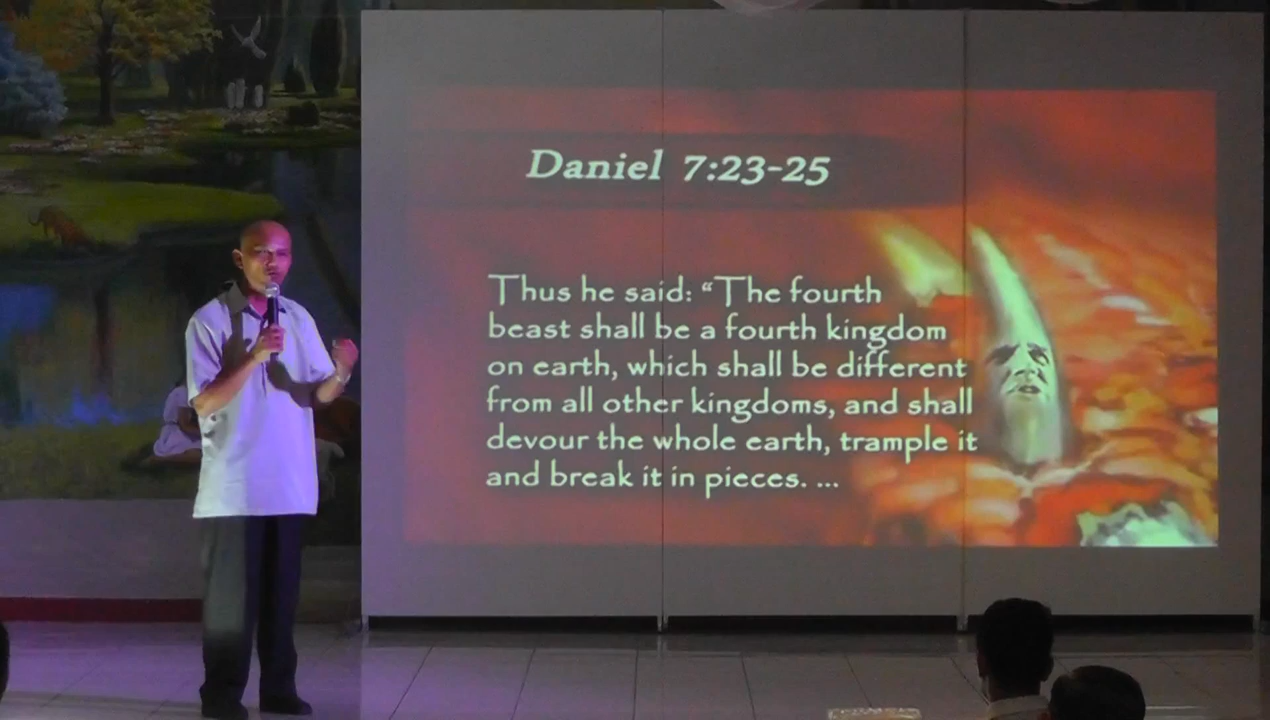 Daniel 7:23-25
Thus he said: “The fourth
beast shall be a fourth kingdom
on earth, which shall be different
from all other kingdoms, and shall
devour the whole earth, trample it
and break it in pieces. ...